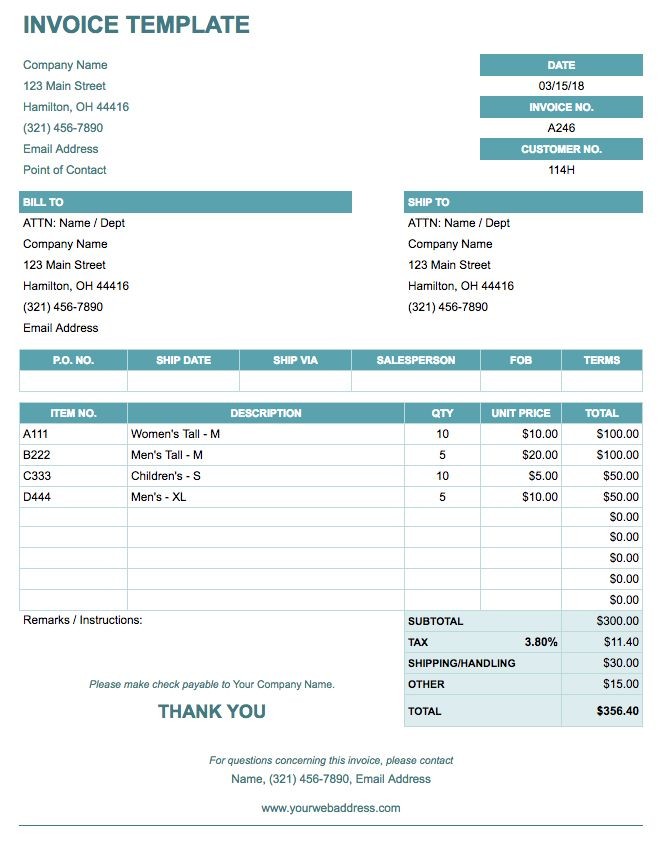 INVOICE TEMPLATE
Company Name
123 Main Street
Hamilton, OH 44416
(321) 456-7890
Email Address
Point of Contact
DATE
03/15/18
INVOICE NO.
A246
CUSTOMER NO.
114H
BILL TO
ATTN: Name / Dept
Company Name
123 Main Street
Hamilton, OH 44416
(321) 456-7890
Email Address
SHIP TO
ATTN: Name / Dept
Company Name
123 Main Street
Hamilton, OH 44416
(321) 456-7890
P.O. NO. SHIP DATE SHIP VIA SALESPERSON FOB TERMS
ITEM NO. DESCRIPTION QTY UNIT PRICE TOTAL
A111 Women's Tall - M 10 $10.00 $100.00
B222 Men's Tall - M 5 $20.00 $100.00
C333 Children's - S 10 $5.00 $50.00
D444 Men's - XL 5 $10.00 $50.00
$0.00
$0.00
$0.00
$0.00
$0.00
Remarks / Instructions:
SUBTOTAL $300.00
TAX 3.80% $11.40
SHIPPING/HANDLING $30.00
OTHER $15.00
TOTAL $356.40
Please make check payable to Your Company Name.
THANK YOU
For questions concerning this invoice, please contact
Name, (321) 456-7890, Email Address
www.yourwebaddress.com